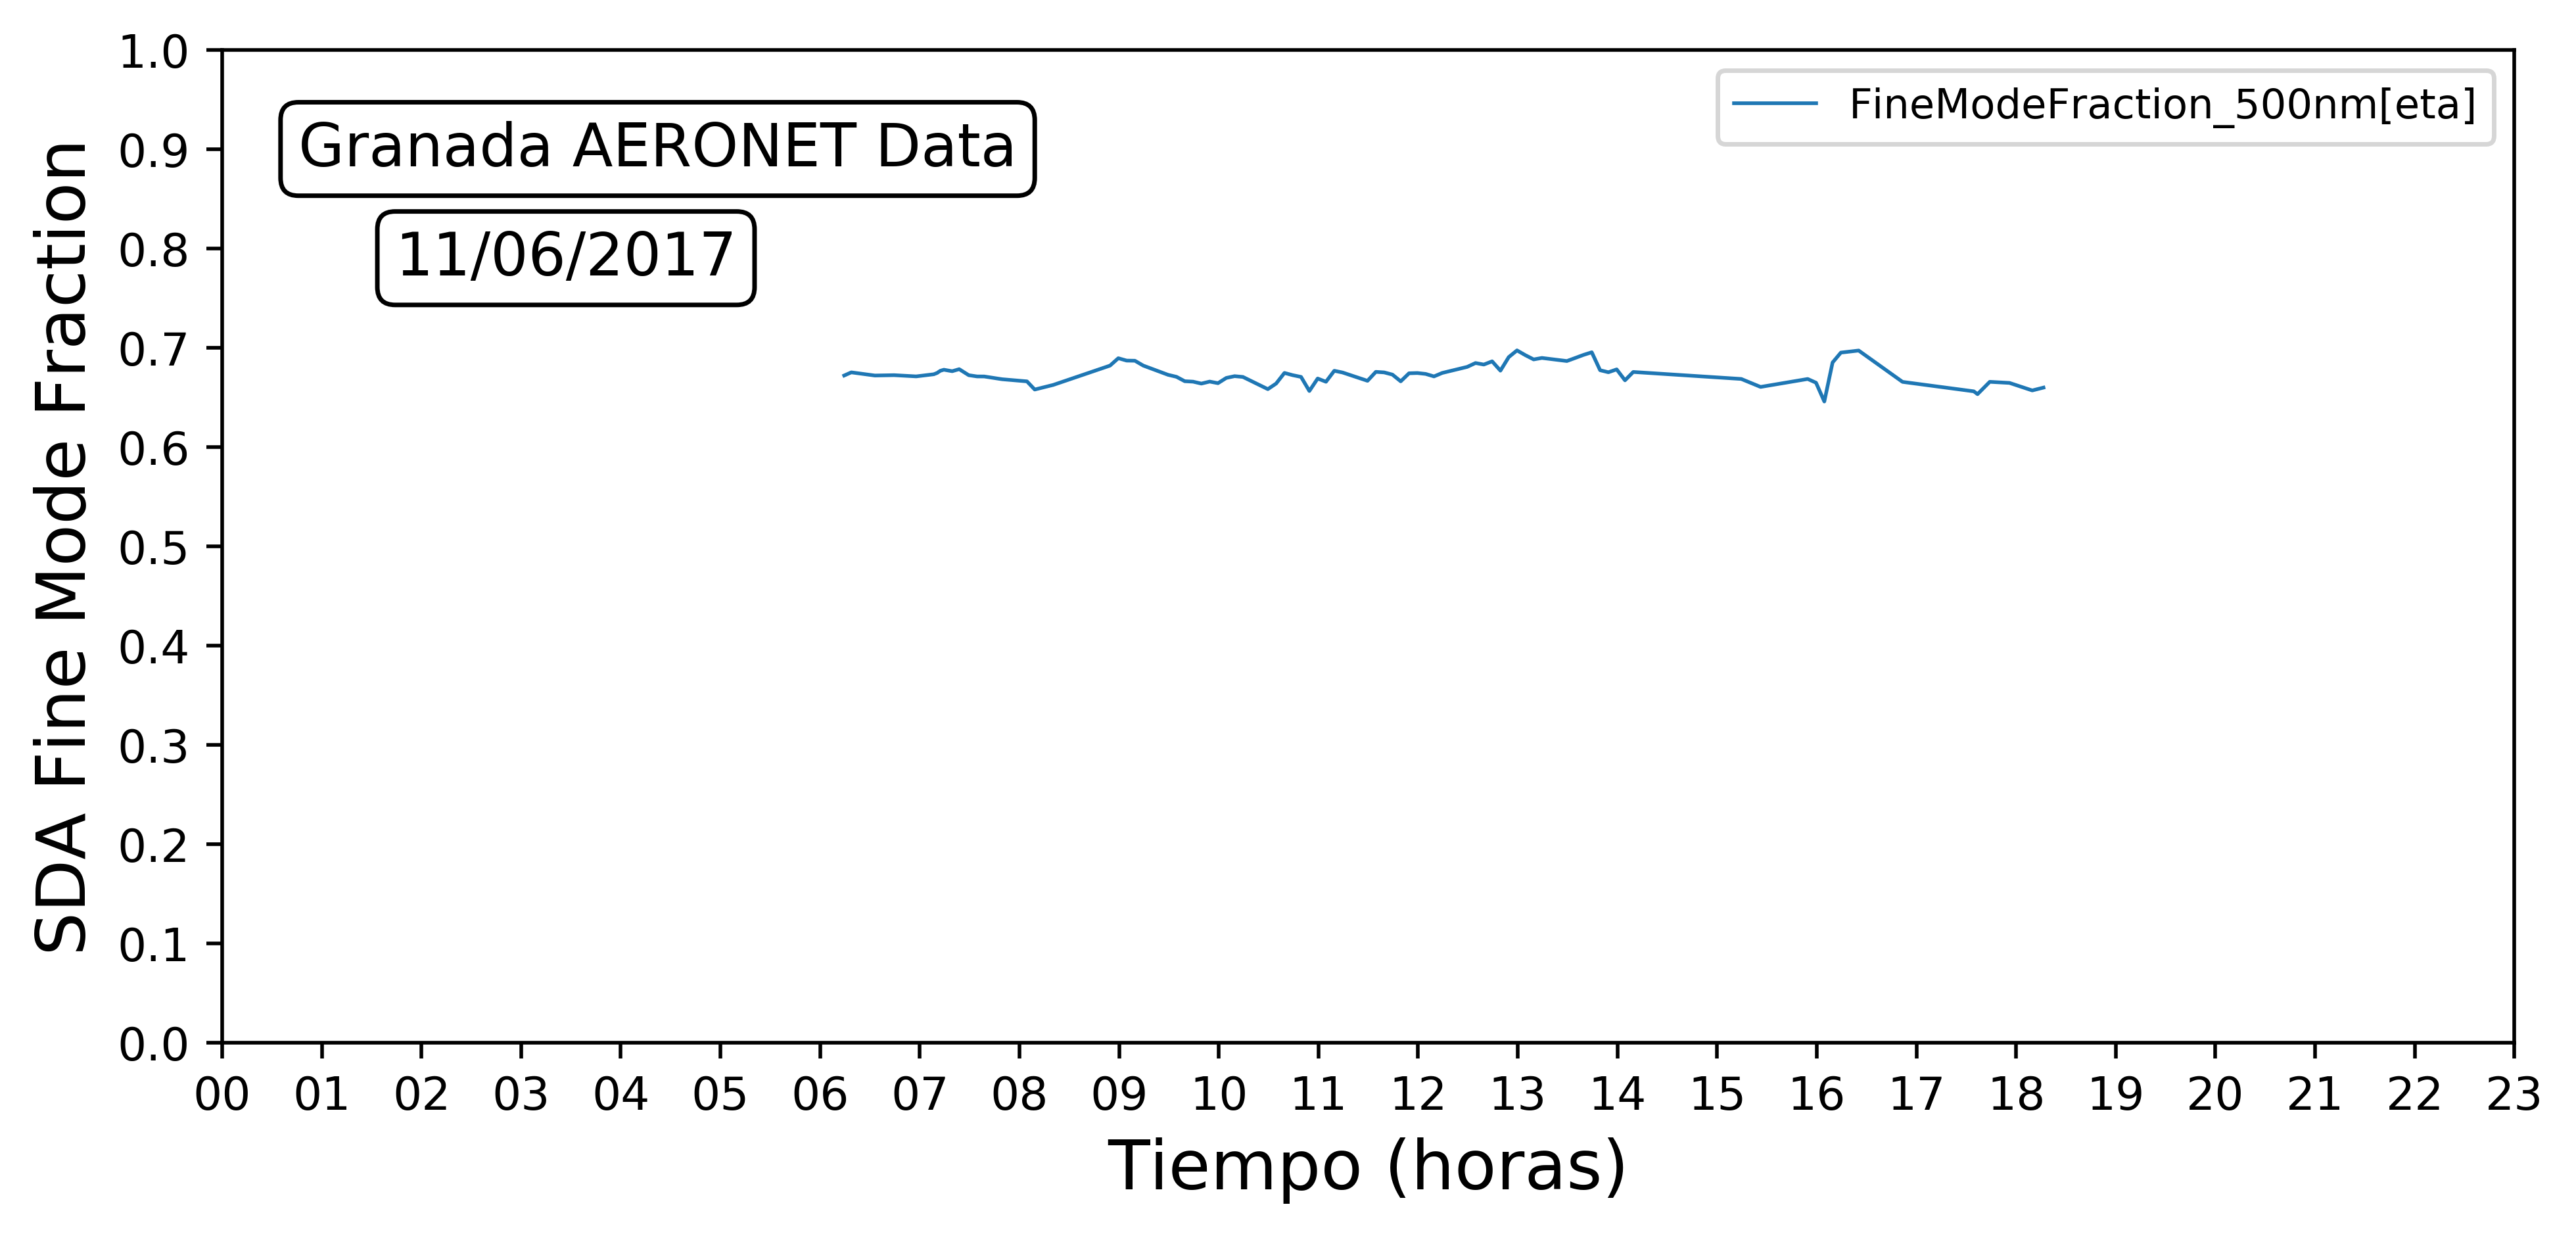 Granada AERONET Data
11/06/2017
FineModeFraction_500nm[eta]
SDA Fine Mode Fraction
1.0
0.9
0.8
0.7
0.6
0.5
0.4
0.3
0.2
0.1
0.0
00 01 02 03 04 05 06 07 08 09 10 11 12 13 14 15 16 17 18 19 20 21 22 23
Tiempo (horas)